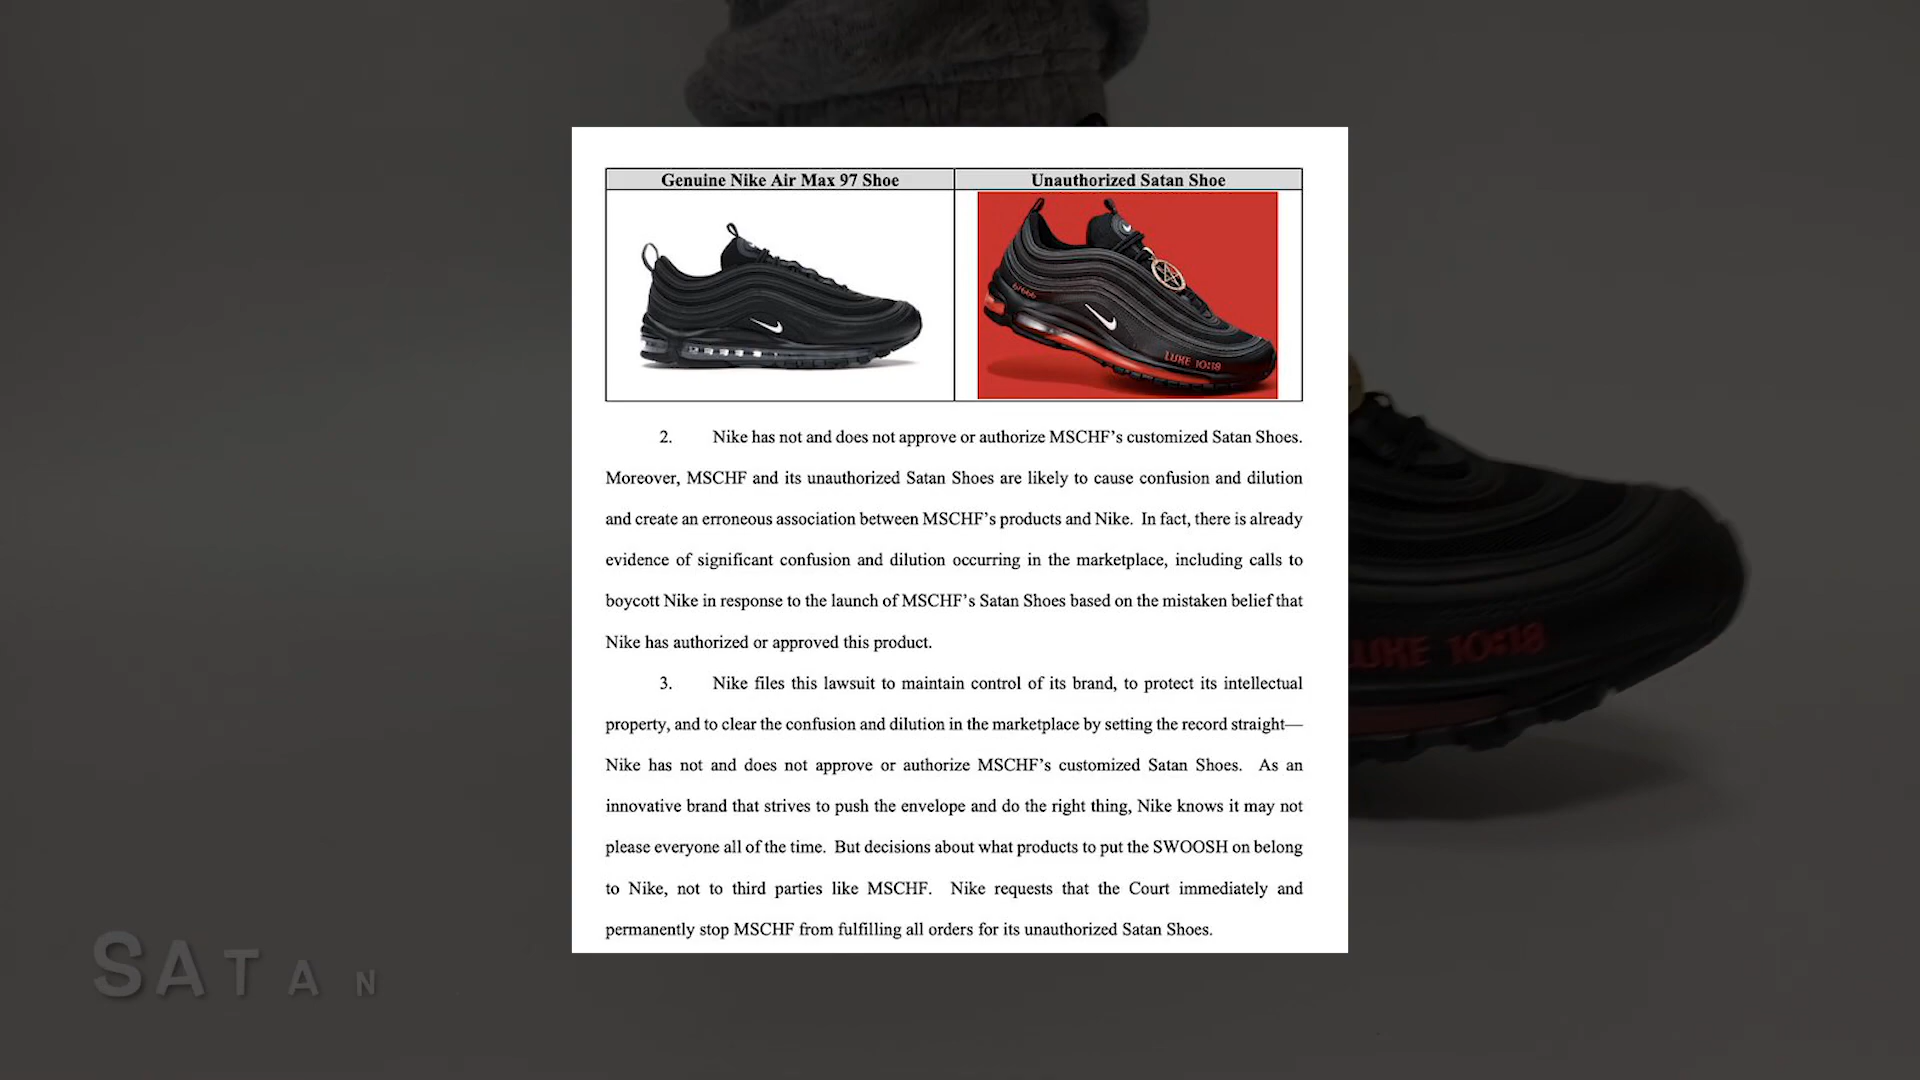 Genuine Nike Air Max 97 Shoe
Unauthorized Satan Shoe
6/666
LUKE 10:18
2. Nike has not and does not approve or authorize MSCHF’s customized Satan Shoes.
Moreover, MSCHF and its unauthorized Satan Shoes are likely to cause confusion and dilution
and create an erroneous association between MSCHF’s products and Nike. In fact, there is already
evidence of significant confusion and dilution occurring in the marketplace, including calls to
boycott Nike in response to the launch of MSCHF’s Satan Shoes based on the mistaken belief that
Nike has authorized or approved this product.
3. Nike files this lawsuit to maintain control of its brand, to protect its intellectual
property, and to clear the confusion and dilution in the marketplace by setting the record straight—
Nike has not and does not approve or authorize MSCHF’s customized Satan Shoes. As an
innovative brand that strives to push the envelope and do the right thing, Nike knows it may not
please everyone all of the time. But decisions about what products to put the SWOOSH on belong
to Nike, not to third parties like MSCHF. Nike requests that the Court immediately and
permanently stop MSCHF from fulfilling all orders for its unauthorized Satan Shoes.
UKE 10:18
SATAN